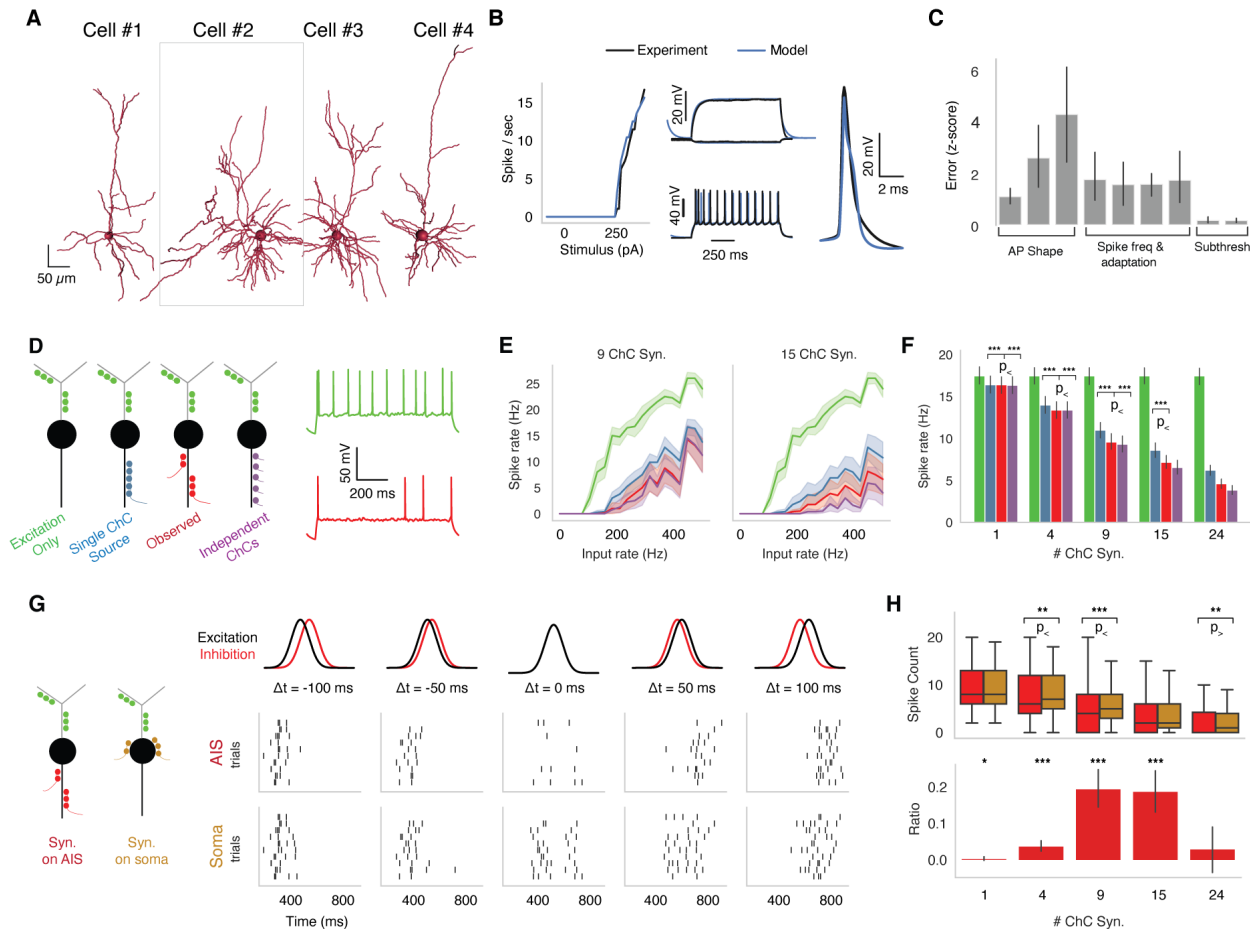 A
Cell #1
Cell #2
Cell #3
Cell #4
50 µm
B
Experiment
Model
Spike / sec
15
10
5
0
0
250
Stimulus (pA)
20 mV
40 mV
250 ms
20 mV
2 ms
C
Error (z-score)
6
4
2
0
AP Shape
Spike freq &
adaptation
Subthresh
D
Excitation
Only
Single ChC
Source
Observed
Independent
ChCs
50 mV
200 ms
E
9 ChC Syn.
15 ChC Syn.
Spike rate (Hz)
25
20
15
10
5
0
0
200
400
Input rate (Hz)
0
200
400
Input rate (Hz)
F
Spike rate (Hz)
20
15
10
5
0
*** ***
p<
*** ***
p<
*** ***
p<
***
p<
1
4
9
15
24
# ChC Syn.
G
Excitation
Inhibition
Δt = -100 ms
Δt = -50 ms
Δt = 0 ms
Δt = 50 ms
Δt = 100 ms
AIS
trials
Soma
trials
Syn.
on AIS
Syn.
on soma
400 800
400 800
400 800
400 800
400 800
Time (ms)
H
Spike Count
20
10
0
**
p<
***
p<
**
p>
Ratio
0.2
0.1
0.0
*
***
***
***
1
4
9
15
24
# ChC Syn.